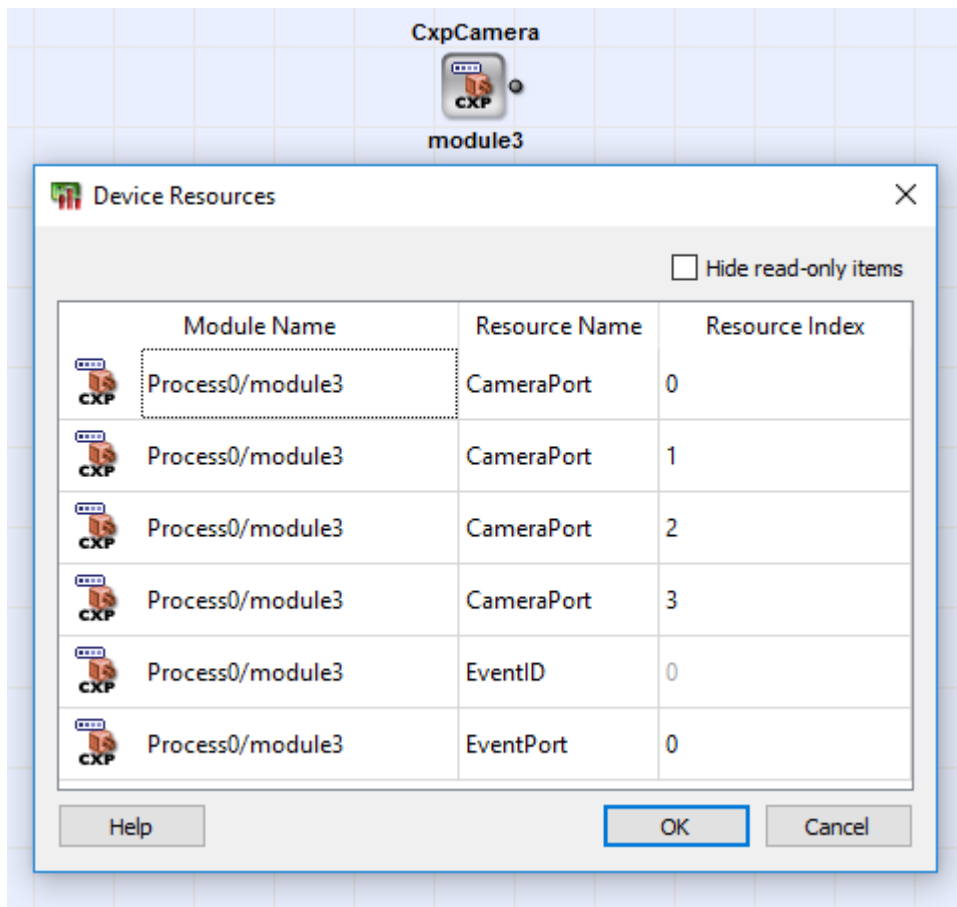 CxpCamera
CXP
module3
Device Resources
Hide read-only items
Module Name Resource Name Resource Index
CXP Process0/module3 CameraPort 0
CXP Process0/module3 CameraPort 1
CXP Process0/module3 CameraPort 2
CXP Process0/module3 CameraPort 3
CXP Process0/module3 EventID 0
CXP Process0/module3 EventPort 0
Help OK Cancel